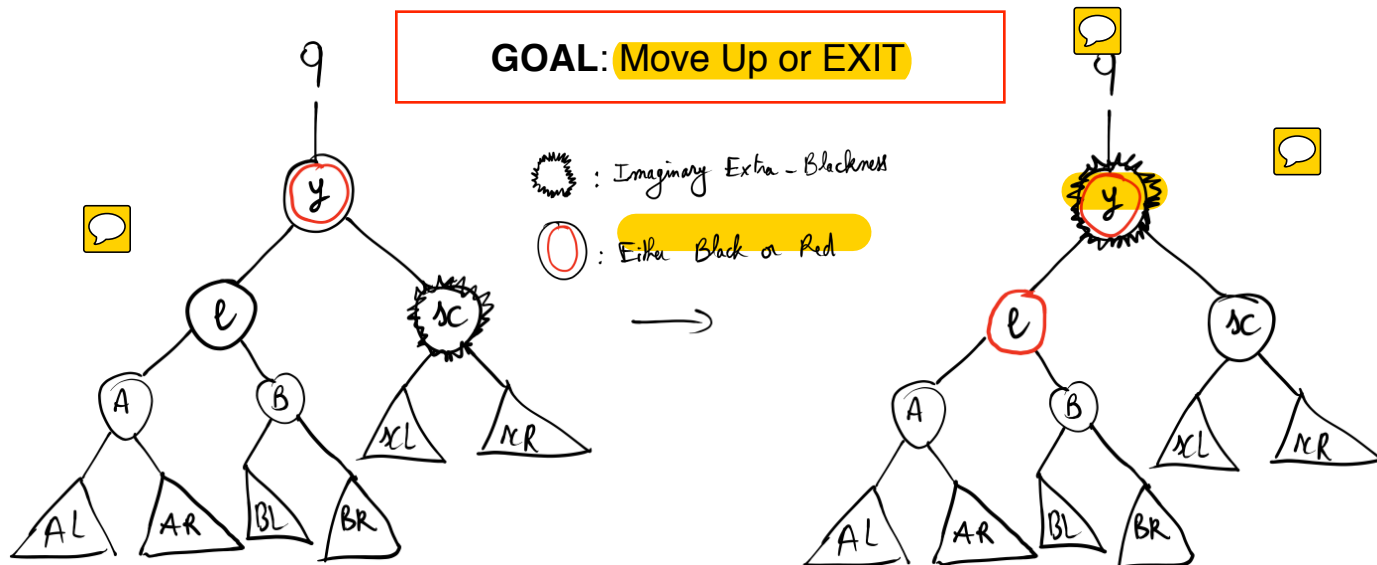 GOAL: Move Up or EXIT
q
: Imaginary Extra-Blackness
: Either Black or Red
y
l
x
A
B
xL
xR
AL
AR
BL
BR
q
y
l
x
A
B
xL
xR
AL
AR
BL
BR